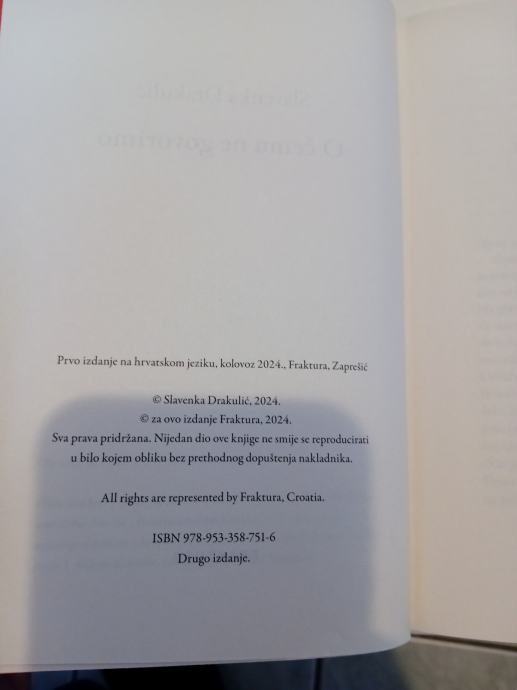 Prvo izdanje na hrvatskom jeziku, kolovoz 2024., Fraktura, Zaprešić
© Slavenka Drakulić, 2024.
© za ovo izdanje Fraktura, 2024.
Sva prava pridržana. Nijedan dio ove knjige ne smije se reproducirati
u bilo kojem obliku bez prethodnog dopuštenja nakladnika.
All rights are represented by Fraktura, Croatia.
ISBN 978-953-358-751-6
Drugo izdanje.